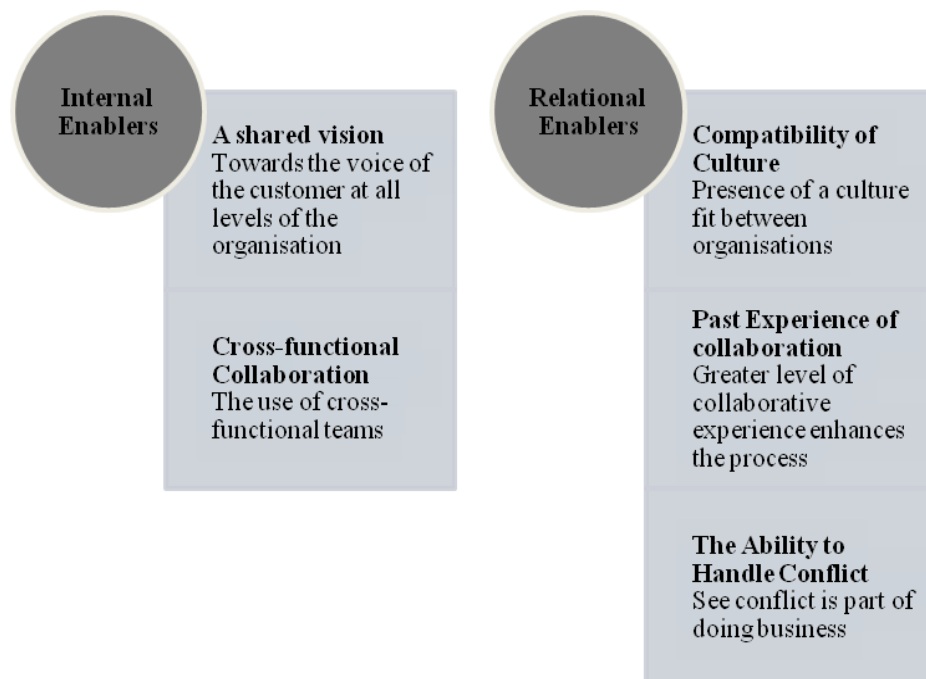 Internal
Enablers
A shared vision
Towards the voice of
the customer at all
levels of the
organisation
Cross-functional
Collaboration
The use of cross-
functional teams
Relational
Enablers
Compatibility of
Culture
Presence of a culture
fit between
organisations
Past Experience of
collaboration
Greater level of
collaborative
experience enhances
the process
The Ability to
Handle Conflict
See conflict is part of
doing business